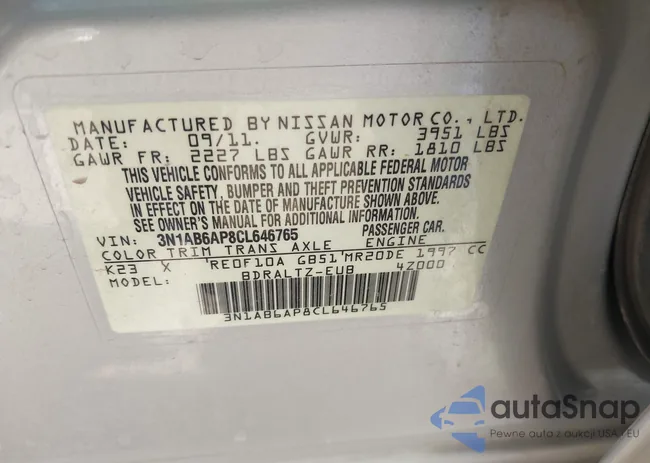 MANUFACTURED BY NISSAN MOTOR CO., LTD.
DATE: 09/11. GVWR: 3951 LBS
GAWR FR: 2227 LBS GAWR RR: 1810 LBS
THIS VEHICLE CONFORMS TO ALL APPLICABLE FEDERAL MOTOR
VEHICLE SAFETY, BUMPER AND THEFT PREVENTION STANDARDS
IN EFFECT ON THE DATE OF MANUFACTURE SHOWN ABOVE.
SEE OWNER'S MANUAL FOR ADDITIONAL INFORMATION
VIN: 3N1AB6AP8CL646765 PASSENGER CAR.
COLOR TRIM TRANS AXLE ENGINE
K23 X RE0F10A GB51 MR20DE 1997 CC
MODEL: BDRALTZ-EUB 4Z000
3N1AB6AP8CL646765
autoSnap
Pewne auta z aukcji USA i EU